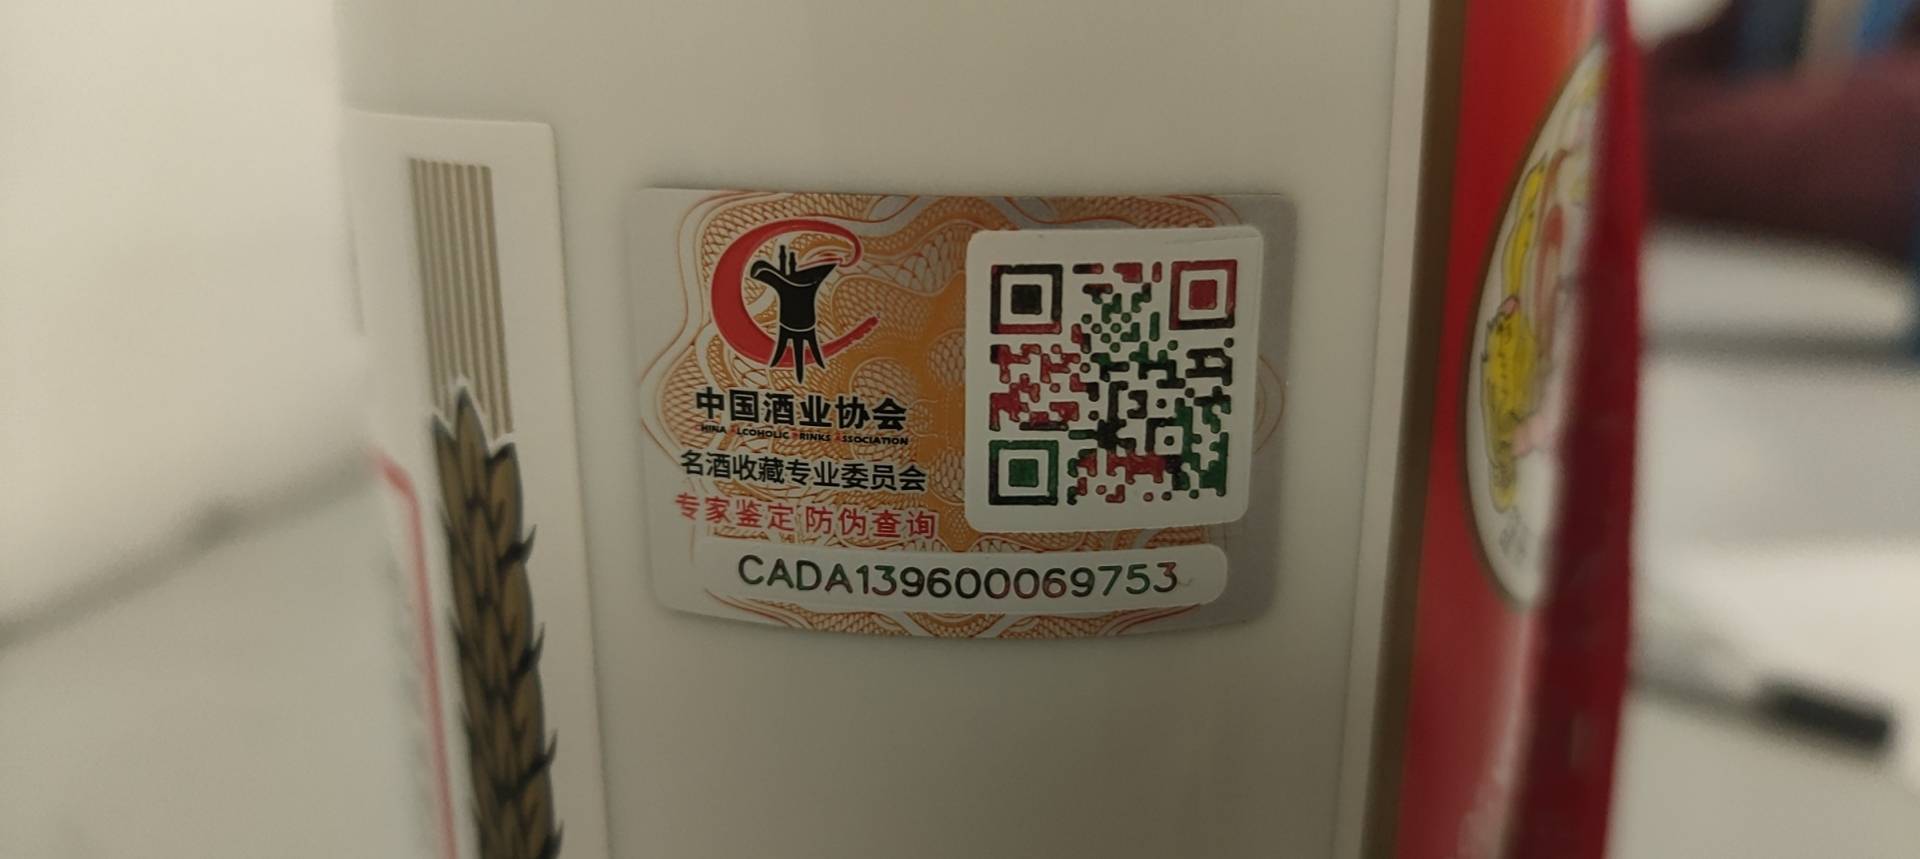 中国酒业协会
CHINA ALCOHOLIC DRINKS ASSOCIATION
名酒收藏专业委员会
专家鉴定 防伪查询
CADA139600069753